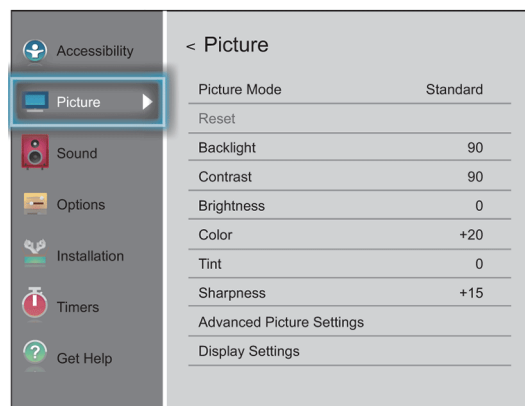 Accessibility
Picture
Sound
Options
Installation
Timers
Get Help
< Picture
Picture Mode Standard
Reset
Backlight 90
Contrast 90
Brightness 0
Color +20
Tint 0
Sharpness +15
Advanced Picture Settings
Display Settings